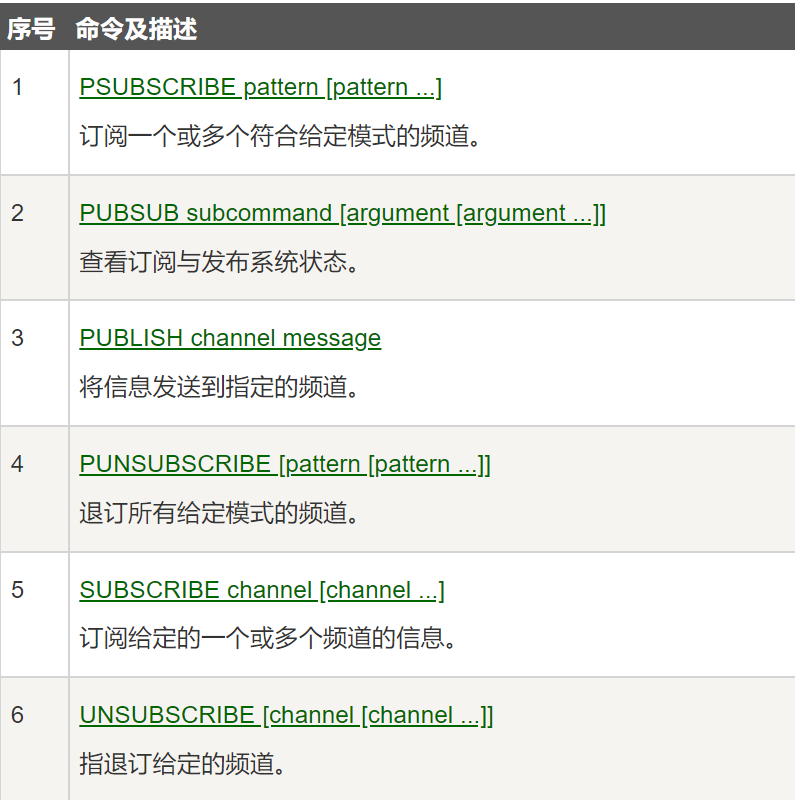 序号 命令及描述
1 PSUBSCRIBE pattern [pattern ...]
订阅一个或多个符合给定模式的频道。
2 PUBSUB subcommand [argument [argument ...]]
查看订阅与发布系统状态。
3 PUBLISH channel message
将信息发送到指定的频道。
4 PUNSUBSCRIBE [pattern [pattern ...]]
退订所有给定模式的频道。
5 SUBSCRIBE channel [channel ...]
订阅给定的一个或多个频道的信息。
6 UNSUBSCRIBE [channel [channel ...]]
指退订给定的频道。